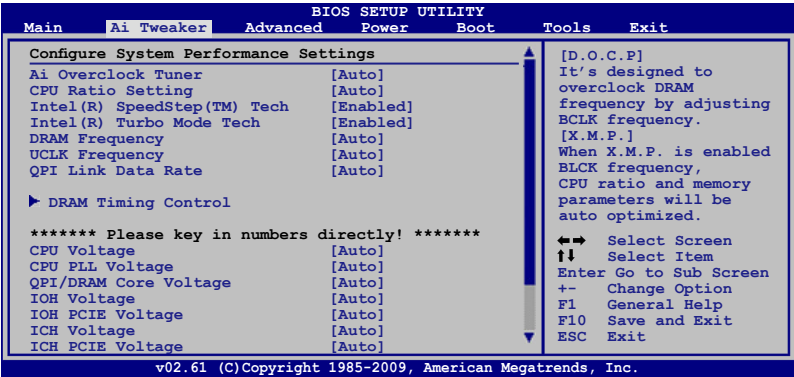 BIOS SETUP UTILITY
Main Ai Tweaker Advanced Power Boot Tools Exit
Configure System Performance Settings
Ai Overclock Tuner [Auto]
CPU Ratio Setting [Auto]
Intel(R) SpeedStep(TM) Tech [Enabled]
Intel(R) Turbo Mode Tech [Enabled]
DRAM Frequency [Auto]
UCLK Frequency [Auto]
QPI Link Data Rate [Auto]
DRAM Timing Control
******* Please key in numbers directly! *******
CPU Voltage [Auto]
CPU PLL Voltage [Auto]
QPI/DRAM Core Voltage [Auto]
IOH Voltage [Auto]
IOH PCIE Voltage [Auto]
ICH Voltage [Auto]
ICH PCIE Voltage [Auto]
[D.O.C.P]
It's designed to
overclock DRAM
frequency by adjusting
BCLK frequency.
[X.M.P.]
When X.M.P. is enabled
BLCK frequency,
CPU ratio and memory
parameters will be
auto optimized.
Select Screen
Select Item
Enter Go to Sub Screen
+- Change Option
F1 General Help
F10 Save and Exit
ESC Exit
v02.61 (C)Copyright 1985-2009, American Megatrends, Inc.